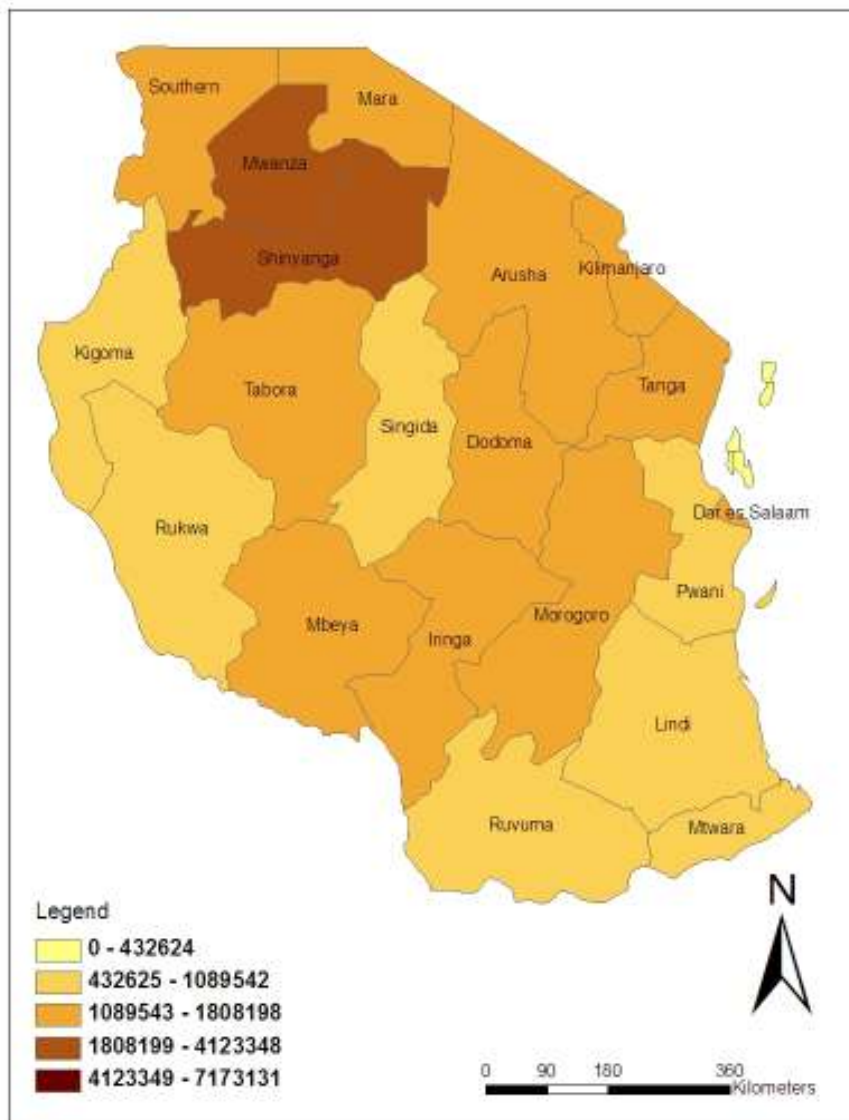 Southern
Mara
Mwanza
Shinyanga
Arusha
Kilimanjaro
Kigoma
Tabora
Tanga
Singida
Dodoma
Dar es Salaam
Rukwa
Pwani
Mbeya
Iringa
Morogoro
Lindi
Ruvuma
Mtwara
N
Legend
0 - 432624
432625 - 1089542
1089543 - 1808198
1808199 - 4123348
4123349 - 7173131
0 90 180 360
Kilometers